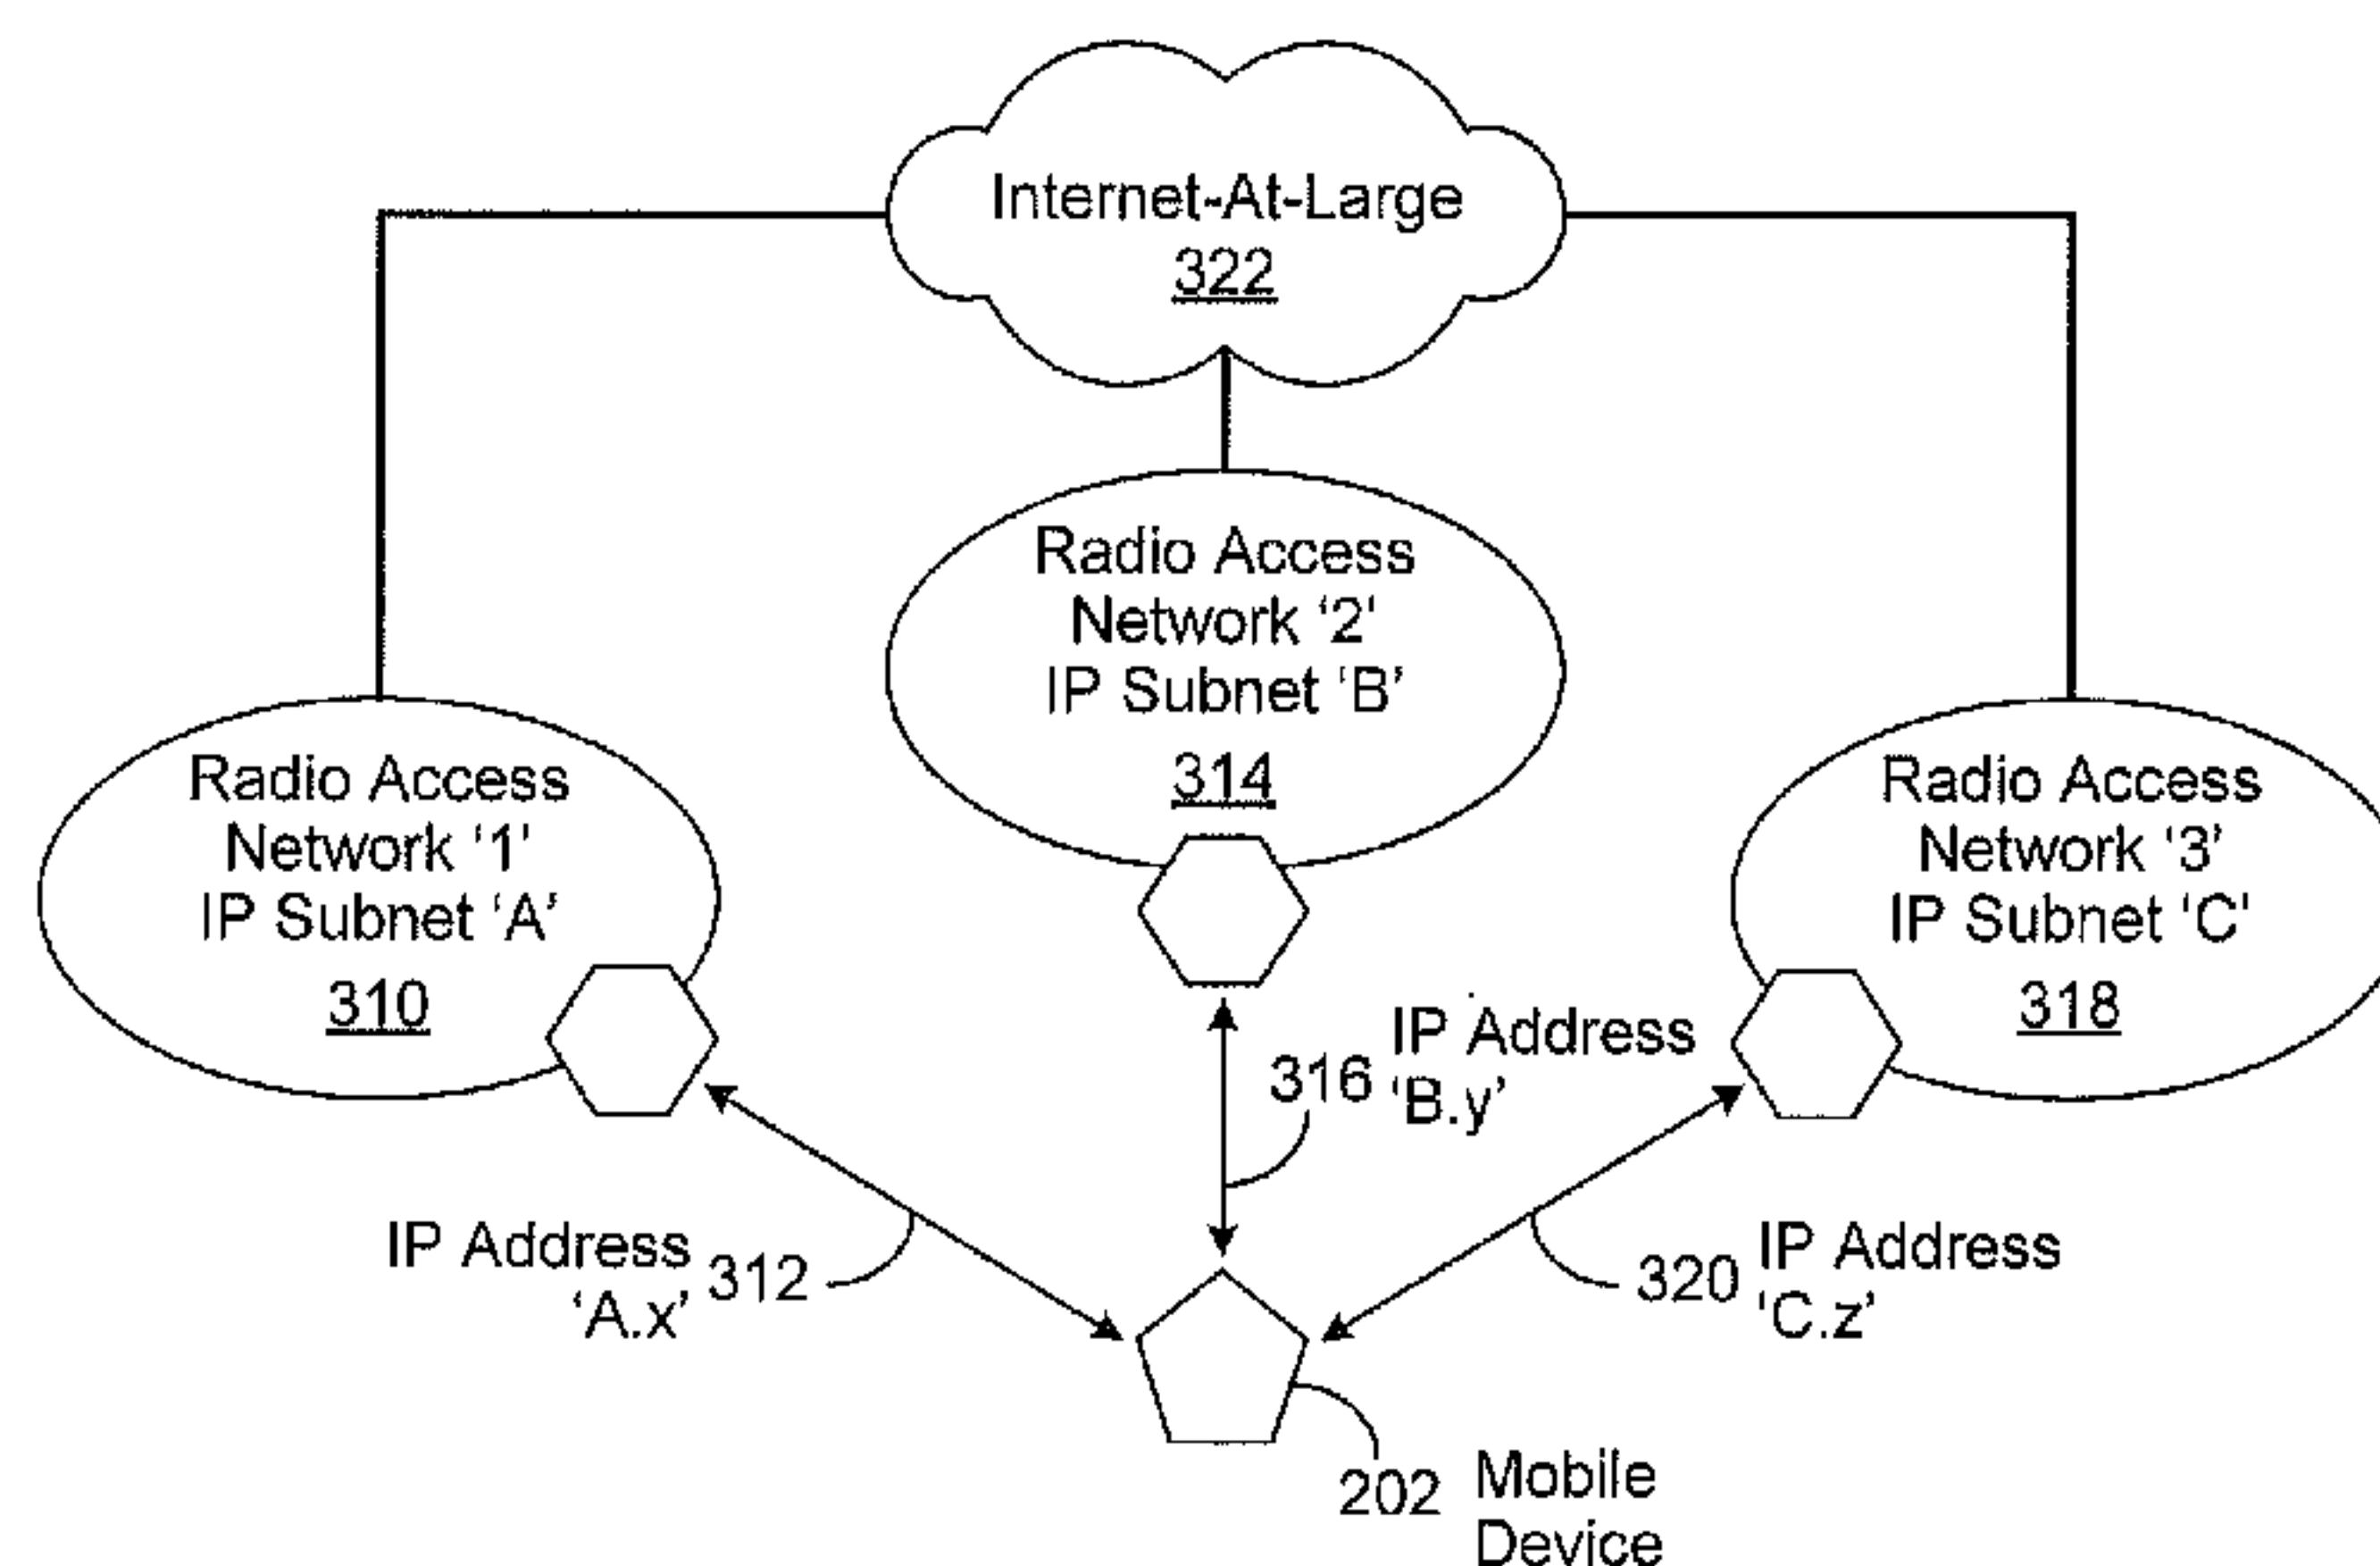 Internet-At-Large
322
Radio Access
Network ‘2'
IP Subnet ‘B’
314
Radio Access
Network ‘1'
IP Subnet ‘A’
310
Radio Access
Network ‘3'
IP Subnet ‘C'
318
316 IP Address
‘B.y’
IP Address
‘A.x’ 312
320 IP Address
‘C.z’
202 Mobile
Device